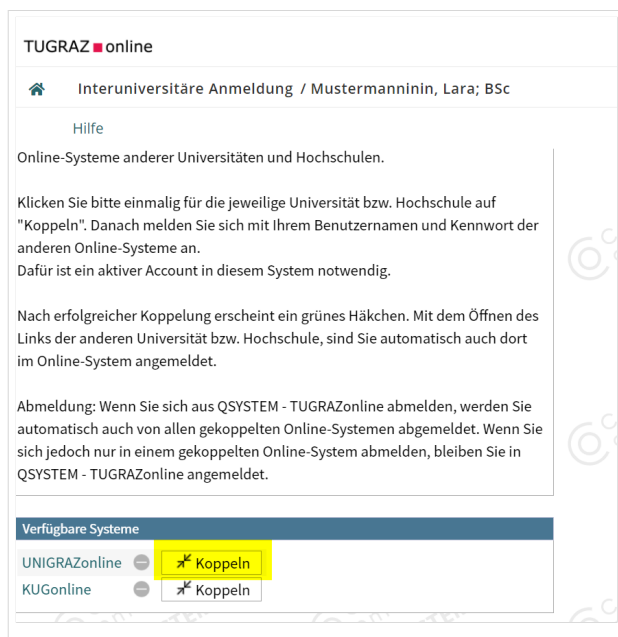 TUGRAZ online
Interuniversitäre Anmeldung / Mustermanninin, Lara; BSc
Hilfe
Online-Systeme anderer Universitäten und Hochschulen.
Klicken Sie bitte einmalig für die jeweilige Universität bzw. Hochschule auf
"Koppeln". Danach melden Sie sich mit Ihrem Benutzernamen und Kennwort der
anderen Online-Systeme an.
Dafür ist ein aktiver Account in diesem System notwendig.
Nach erfolgreicher Koppelung erscheint ein grünes Häkchen. Mit dem Öffnen des
Links der anderen Universität bzw. Hochschule, sind Sie automatisch auch dort
im Online-System angemeldet.
Abmeldung: Wenn Sie sich aus QSYSTEM - TUGRAZonline abmelden, werden Sie
automatisch auch von allen gekoppelten Online-Systemen abgemeldet. Wenn Sie
sich jedoch nur in einem gekoppelten Online-System abmelden, bleiben Sie in
QSYSTEM - TUGRAZonline angemeldet.
Verfügbare Systeme
UNIGRAZonline Koppeln
KUGonline Koppeln